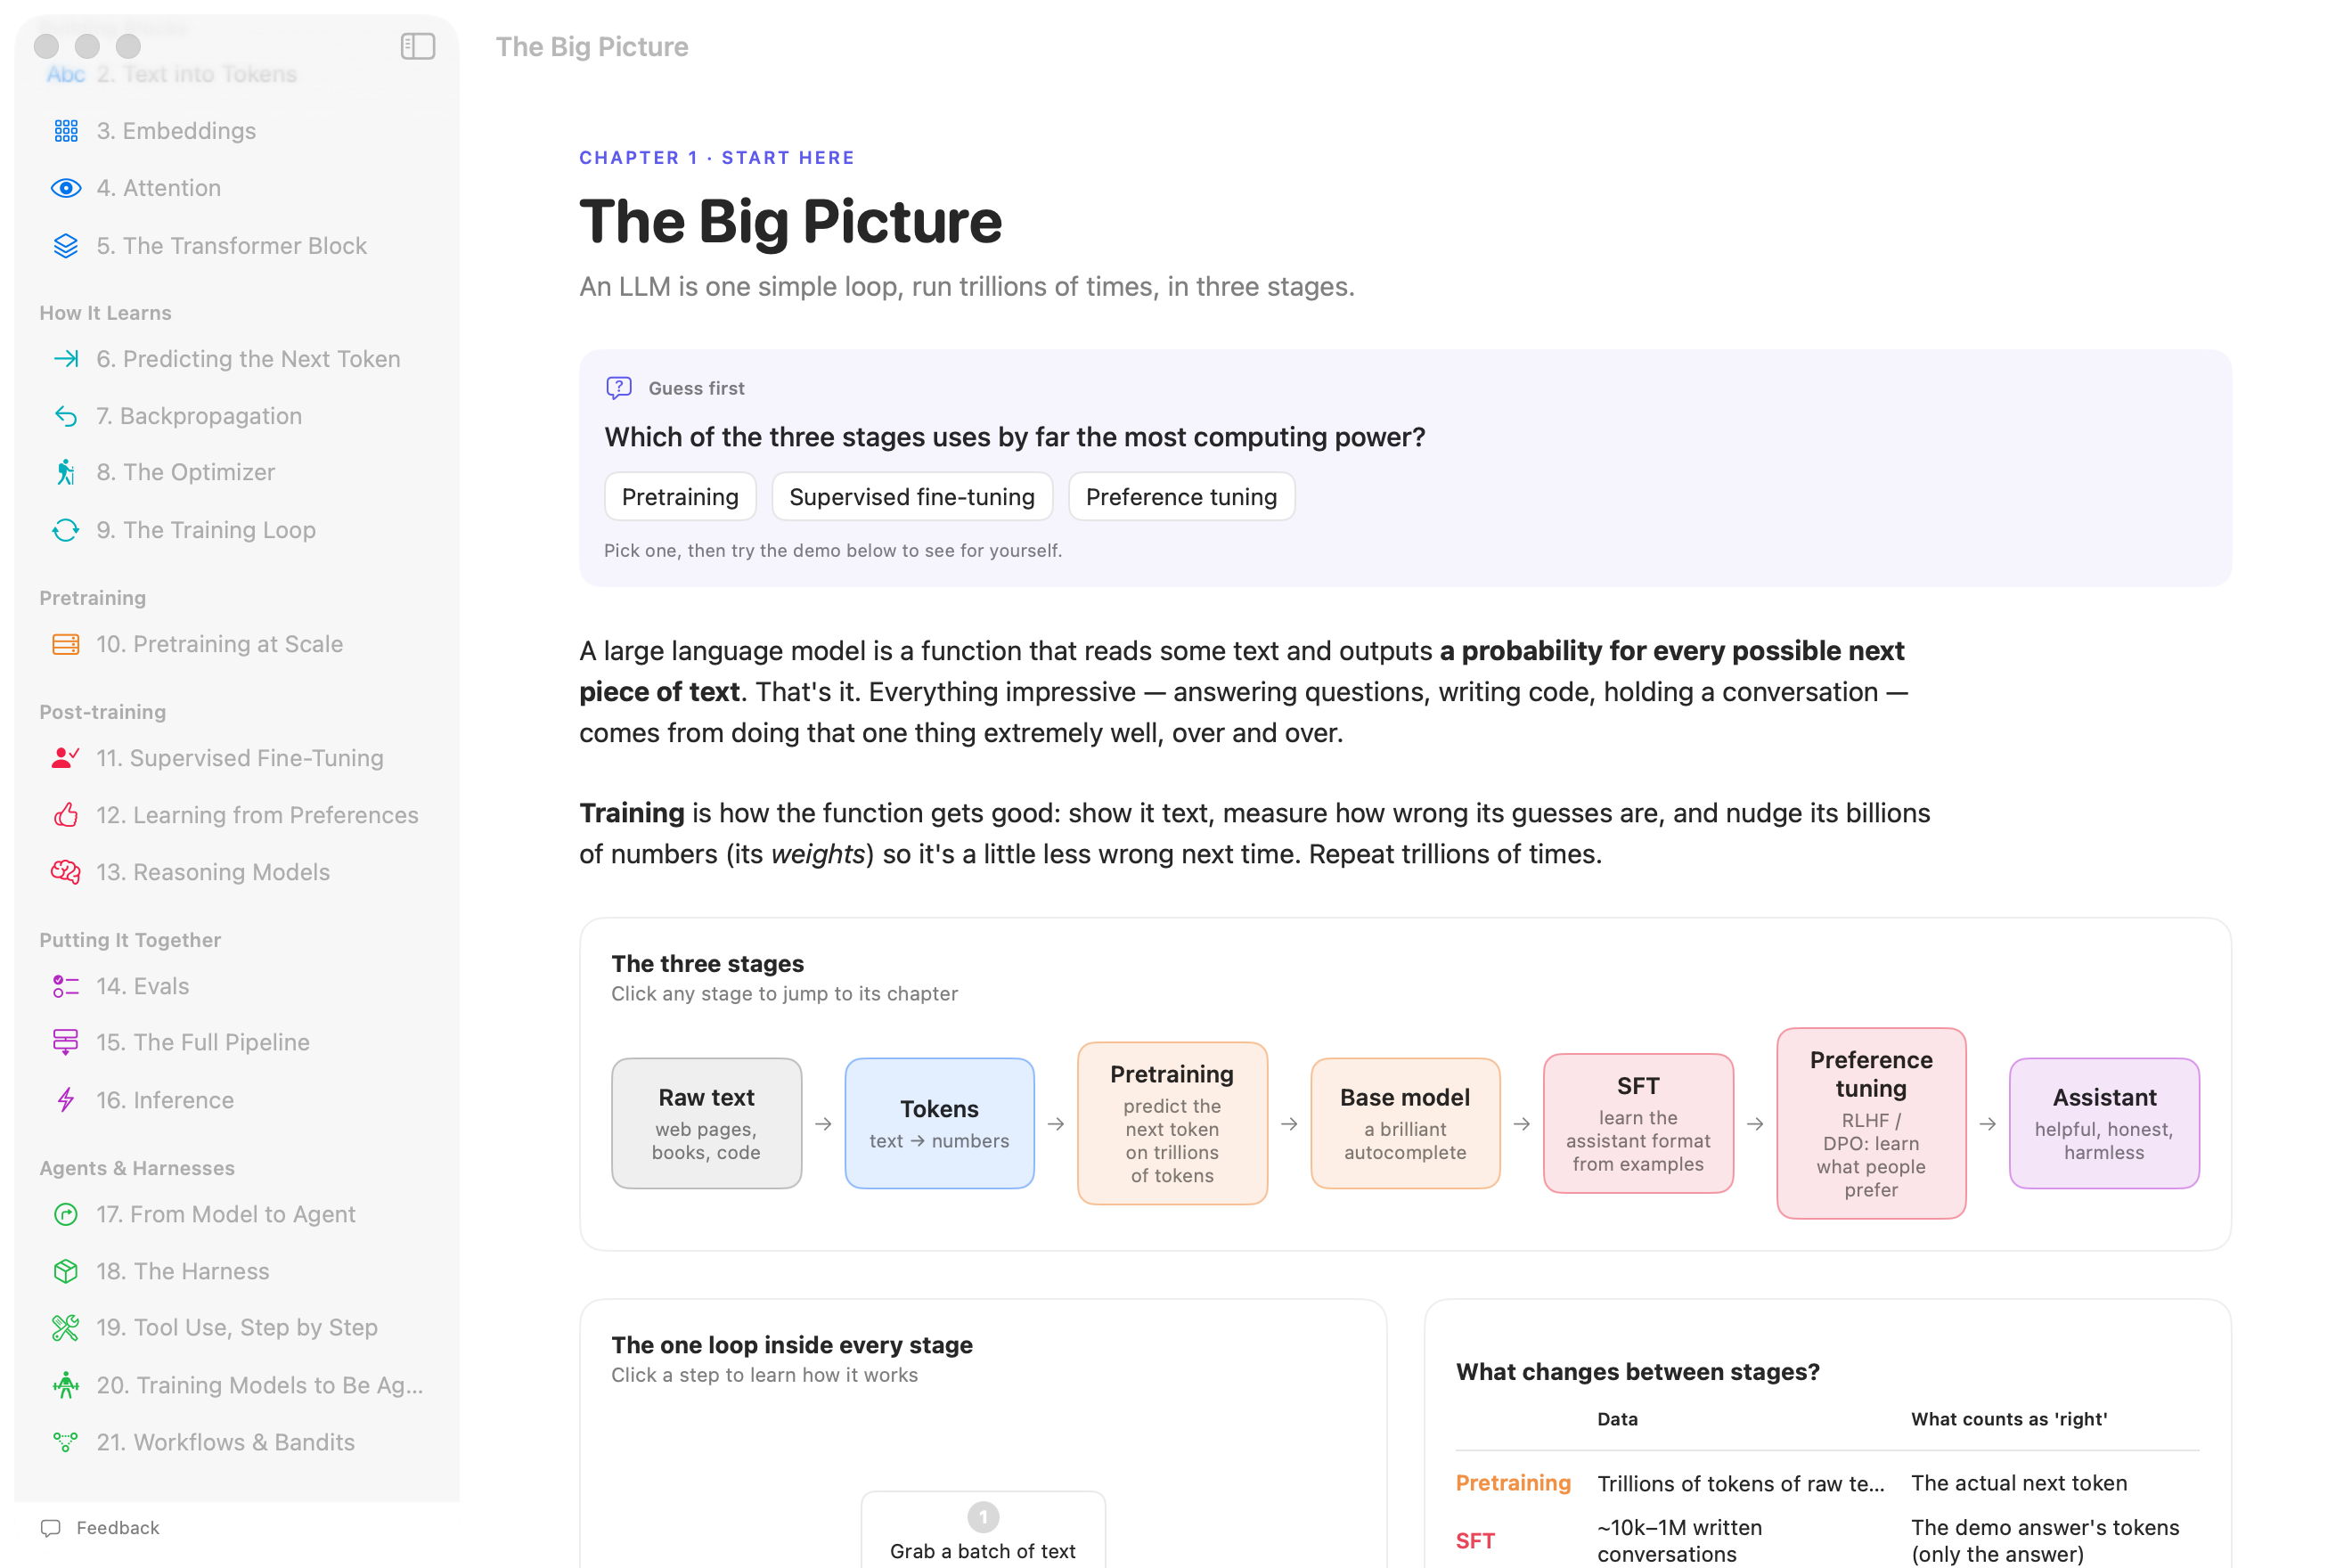 Abc 2. Text into Tokens
3. Embeddings
4. Attention
5. The Transformer Block
How It Learns
6. Predicting the Next Token
7. Backpropagation
8. The Optimizer
9. The Training Loop
Pretraining
10. Pretraining at Scale
Post-training
11. Supervised Fine-Tuning
12. Learning from Preferences
13. Reasoning Models
Putting It Together
14. Evals
15. The Full Pipeline
16. Inference
Agents & Harnesses
17. From Model to Agent
18. The Harness
19. Tool Use, Step by Step
20. Training Models to Be Ag...
21. Workflows & Bandits
Feedback
The Big Picture
CHAPTER 1 · START HERE
The Big Picture
An LLM is one simple loop, run trillions of times, in three stages.
? Guess first
Which of the three stages uses by far the most computing power?
Pretraining Supervised fine-tuning Preference tuning
Pick one, then try the demo below to see for yourself.
A large language model is a function that reads some text and outputs a probability for every possible next
piece of text. That's it. Everything impressive — answering questions, writing code, holding a conversation —
comes from doing that one thing extremely well, over and over.
Training is how the function gets good: show it text, measure how wrong its guesses are, and nudge its billions
of numbers (its weights) so it's a little less wrong next time. Repeat trillions of times.
The three stages
Click any stage to jump to its chapter
Raw text
web pages,
books, code
→
Tokens
text → numbers
→
Pretraining
predict the
next token
on trillions
of tokens
→
Base model
a brilliant
autocomplete
→
SFT
learn the
assistant format
from examples
→
Preference
tuning
RLHF /
DPO: learn
what people
prefer
→
Assistant
helpful, honest,
harmless
The one loop inside every stage
Click a step to learn how it works
1
Grab a batch of text
What changes between stages?
Data What counts as 'right'
Pretraining Trillions of tokens of raw te... The actual next token
SFT ~10k–1M written conversations The demo answer's tokens (only the answer)